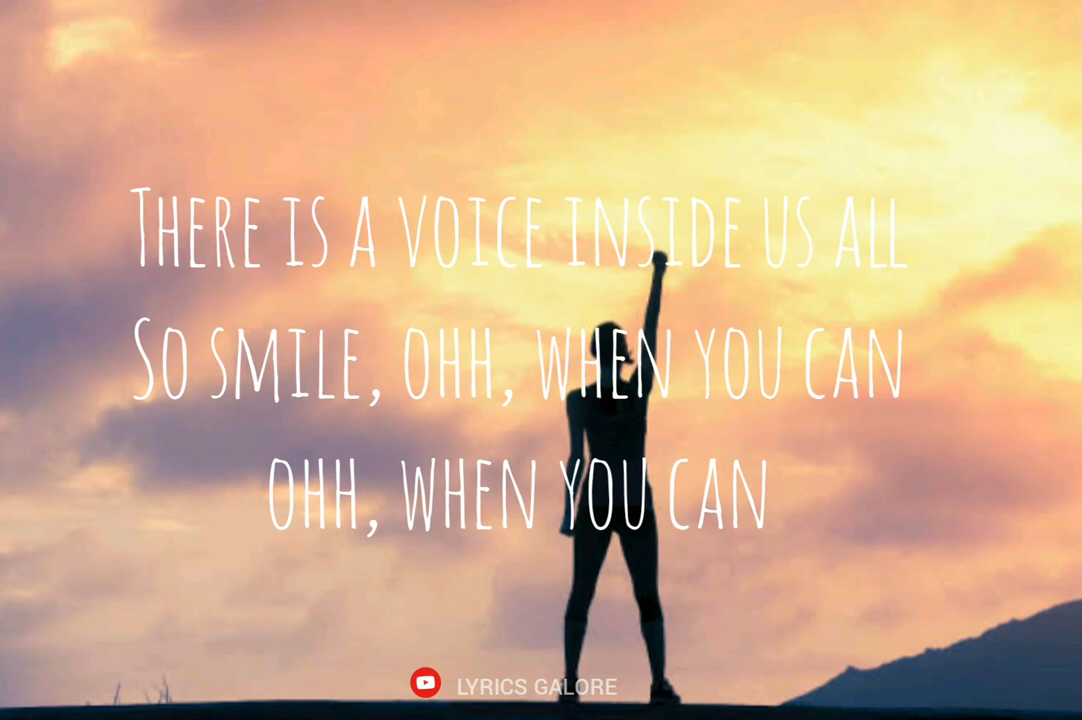 There is a voice inside us all
So smile, ohh, when you can
ohh, when you can
LYRICS GALORE